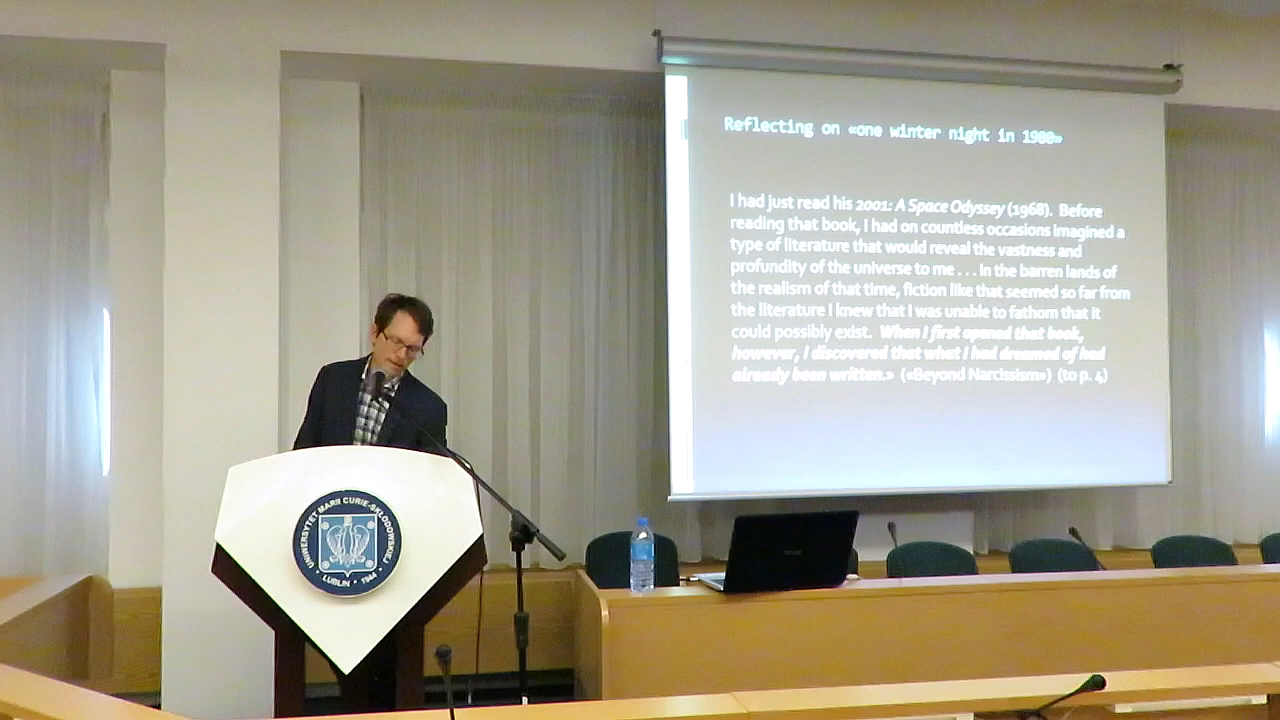 Reflecting on «one winter night in 1980»
I had just read his 2001: A Space Odyssey (1968). Before
reading that book, I had on countless occasions imagined a
type of literature that would reveal the vastness and
profundity of the universe to me . . . in the barren lands of
the realism of that time, fiction like that seemed so far from
the literature I knew that I was unable to fathom that it
could possibly exist. When I first opened that book,
however, I discovered that what I had dreamed of had
already been written.» («Beyond Narcissism») (to p. 4)
UNIWERSYTET MARII CURIE-SKŁODOWSKIEJ
LUBLIN • 1944